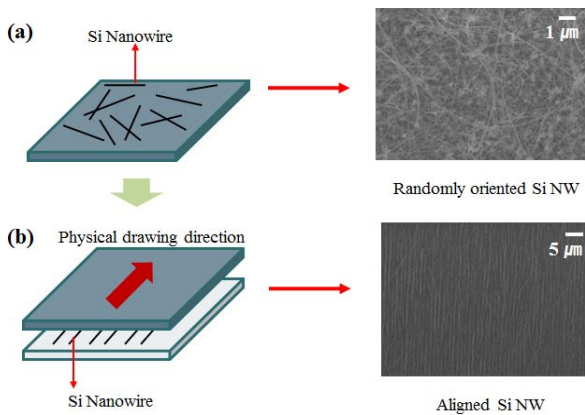 (a)
Si Nanowire
1 μm
Randomly oriented Si NW
(b)
Physical drawing direction
5 μm
Si Nanowire
Aligned Si NW